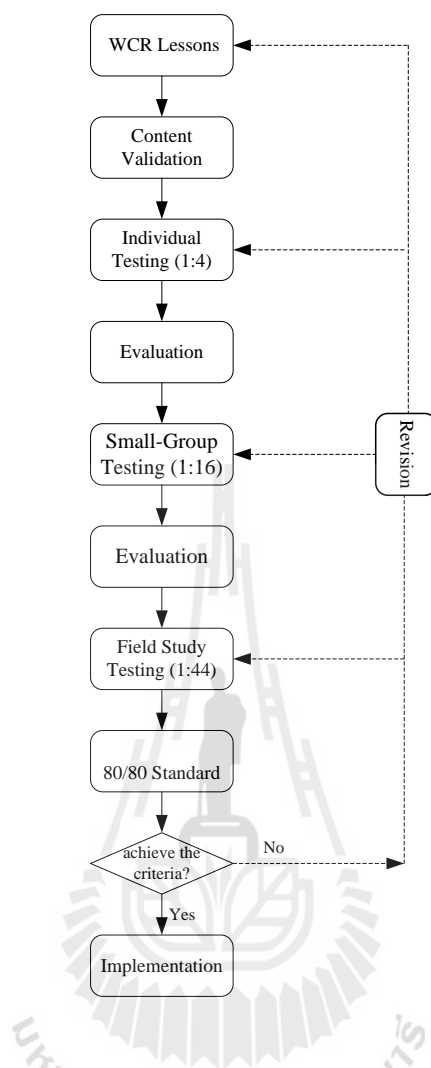 WCR Lessons
Content
Validation
Individual
Testing (1:4)
Evaluation
Small-Group
Testing (1:16)
Revision
Evaluation
Field Study
Testing (1:44)
80/80 Standard
achieve the
criteria?
No
Yes
Implementation